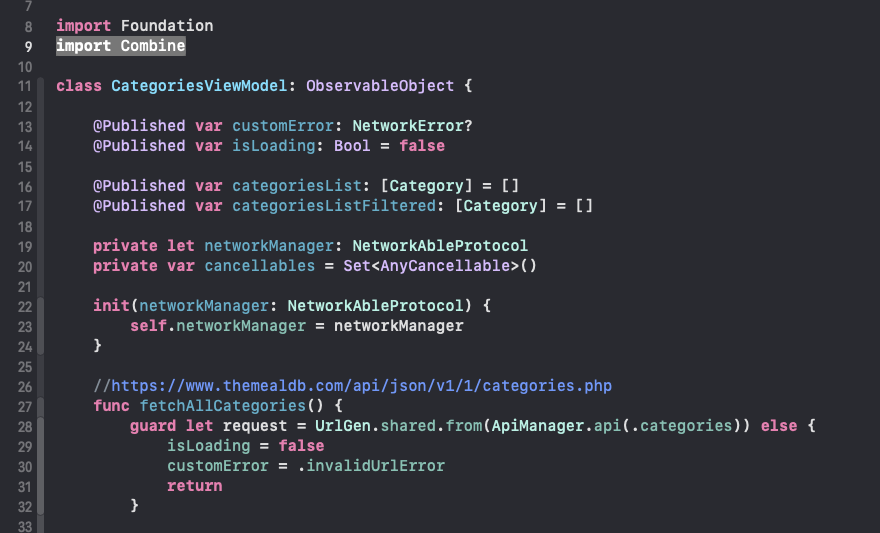 7
8 import Foundation
9 import Combine
10
11 class CategoriesViewModel: ObservableObject {
12
13     @Published var customError: NetworkError?
14     @Published var isLoading: Bool = false
15
16     @Published var categoriesList: [Category] = []
17     @Published var categoriesListFiltered: [Category] = []
18
19     private let networkManager: NetworkAbleProtocol
20     private var cancellables = Set<AnyCancellable>()
21
22     init(networkManager: NetworkAbleProtocol) {
23         self.networkManager = networkManager
24     }
25
26     //https://www.themealdb.com/api/json/v1/1/categories.php
27     func fetchAllCategories() {
28         guard let request = UrlGen.shared.from(ApiManager.api(.categories)) else {
29             isLoading = false
30             customError = .invalidUrlError
31             return
32         }
33